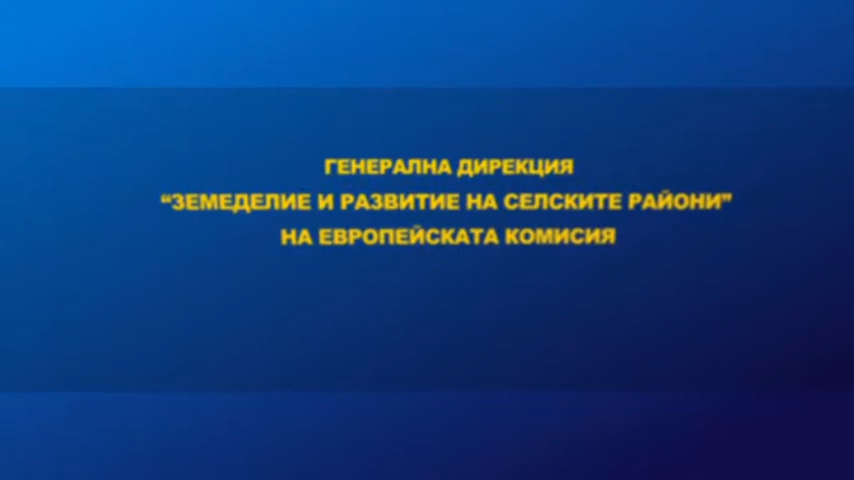 ГЕНЕРАЛНА ДИРЕКЦИЯ
“ЗЕМЕДЕЛИЕ И РАЗВИТИЕ НА СЕЛСКИТЕ РАЙОНИ”
НА ЕВРОПЕЙСКАТА КОМИСИЯ